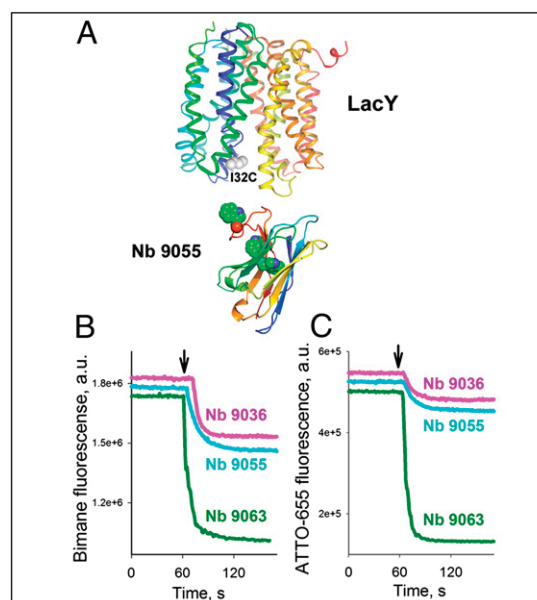 A
LacY
I32C
Nb 9055
B
Bimane fluorescense, a.u.
1.8e+6
1.5e+6
1.2e+6
Nb 9036
Nb 9055
Nb 9063
0 60 120
Time, s
C
ATTO-655 fluorescence, a.u.
6e+5
4e+5
2e+5
Nb 9036
Nb 9055
Nb 9063
0 60 120
Time, s